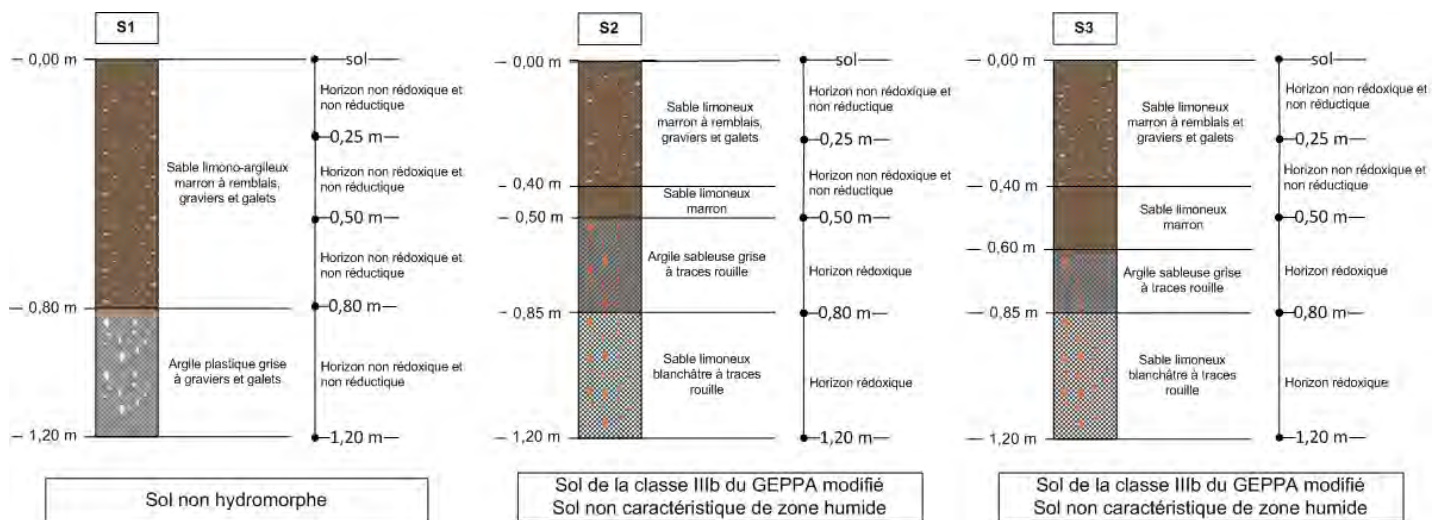 S1
0,00 m
sol
Sable limono-argileux
marron à remblais,
graviers et galets
Horizon non rédoxique et
non réductique
0,25 m
Horizon non rédoxique et
non réductique
0,50 m
Horizon non rédoxique et
non réductique
0,80 m
0,80 m
Argile plastique grise
à graviers et galets
Horizon non rédoxique et
non réductique
1,20 m
1,20 m
Sol non hydromorphe
S2
0,00 m
sol
Sable limoneux
marron à remblais,
graviers et galets
Horizon non rédoxique et
non réductique
0,25 m
0,40 m
Horizon non rédoxique et
non réductique
Sable limoneux
marron
0,50 m
0,50 m
Argile sableuse grise
à traces rouille
Horizon rédoxique
0,85 m
0,80 m
Sable limoneux
blanchâtre à traces
rouille
Horizon rédoxique
1,20 m
1,20 m
Sol de la classe IIIb du GEPPA modifié
Sol non caractéristique de zone humide
S3
0,00 m
sol
Sable limoneux
marron à remblais et
graviers et galets
Horizon non rédoxique et
non réductique
0,25 m
0,40 m
Horizon non rédoxique et
non réductique
Sable limoneux
marron
0,50 m
0,60 m
Argile sableuse grise
à traces rouille
Horizon rédoxique
0,85 m
0,80 m
Sable limoneux
blanchâtre à traces
rouille
Horizon rédoxique
1,20 m
1,20 m
Sol de la classe IIIb du GEPPA modifié
Sol non caractéristique de zone humide